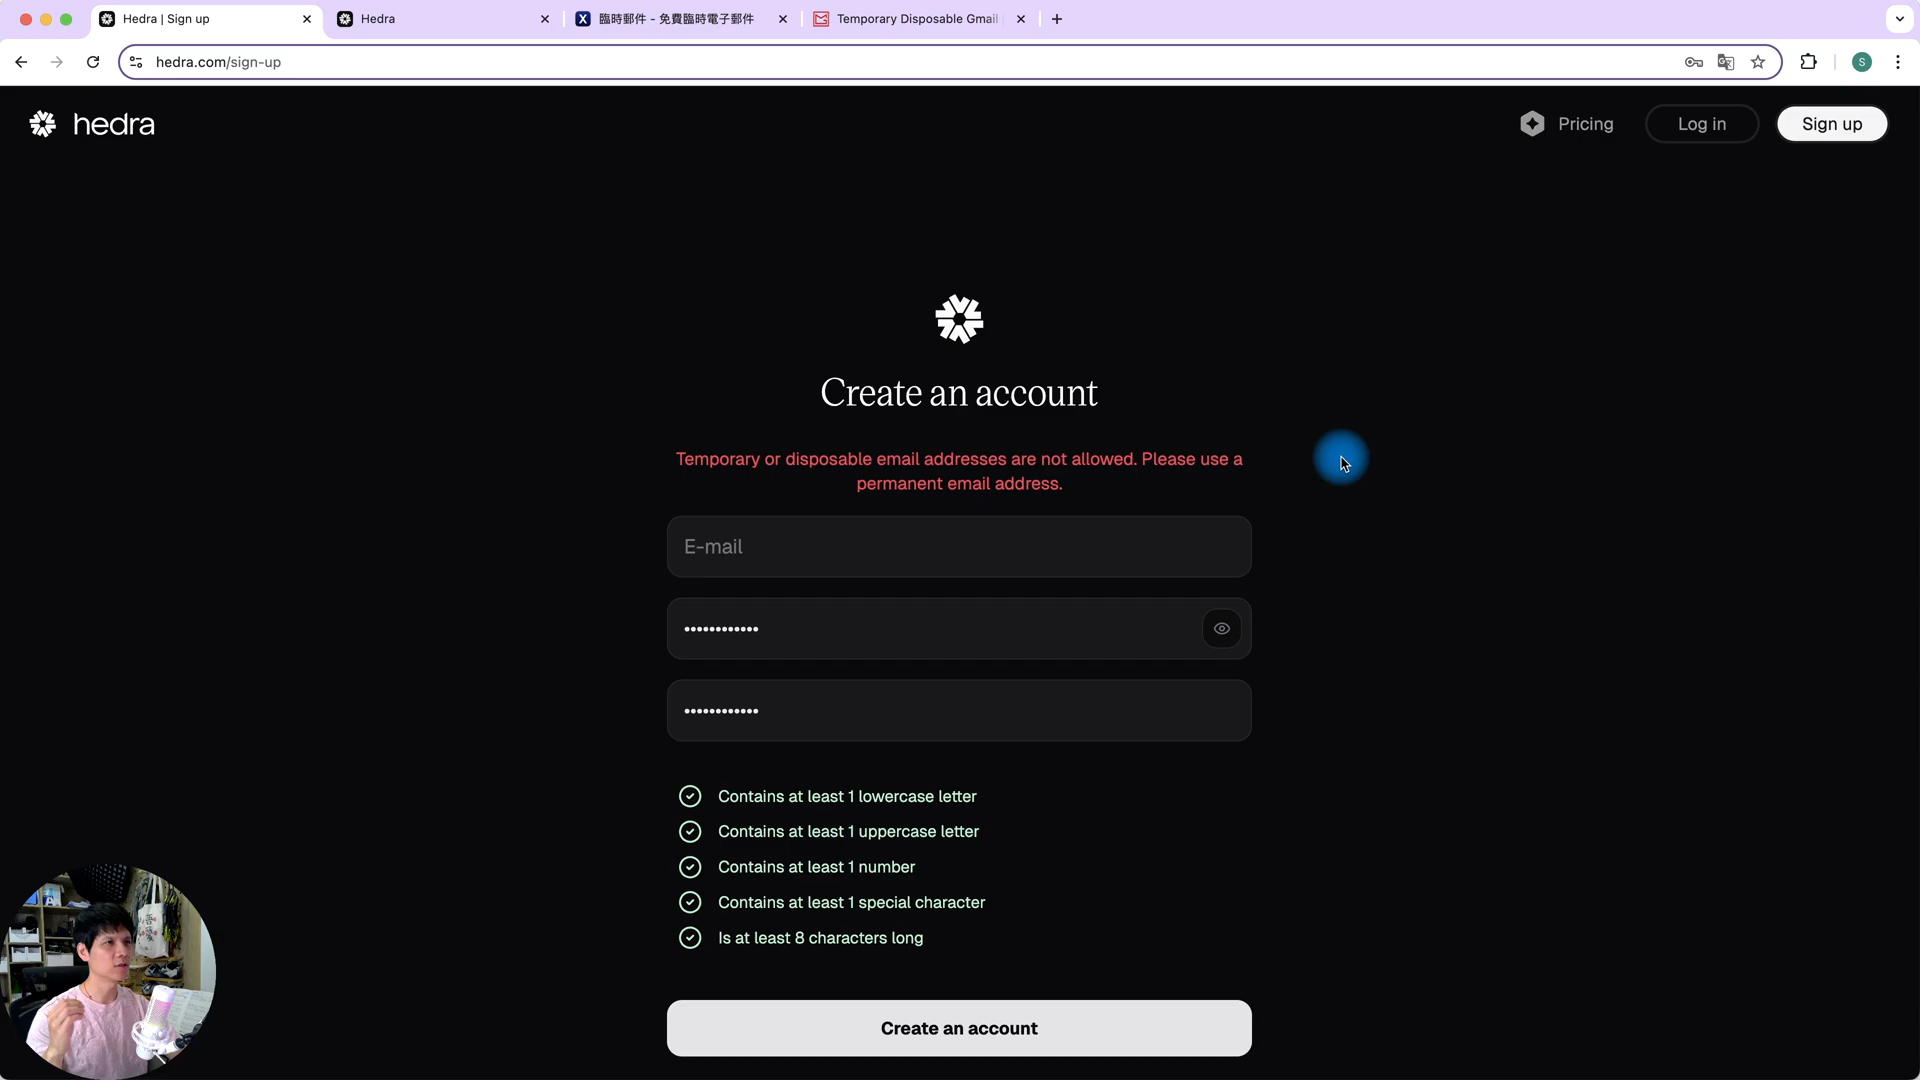 Hedra | Sign up
Hedra
臨時郵件 - 免費臨時電子郵件
Temporary Disposable Gmail
hedra.com/sign-up
S
hedra
Pricing
Log in
Sign up
Create an account
Temporary or disposable email addresses are not allowed. Please use a
permanent email address.
E-mail
••••••••••••
••••••••••••
Contains at least 1 lowercase letter
Contains at least 1 uppercase letter
Contains at least 1 number
Contains at least 1 special character
Is at least 8 characters long
Create an account